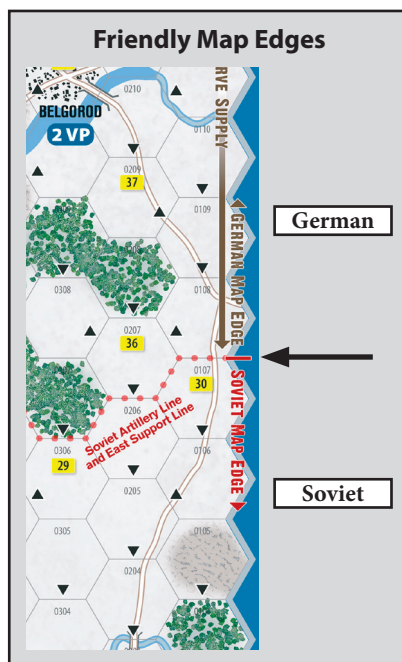 Friendly Map Edges
0210
BELGOROD
2 VP
RVE SUPPLY
0110
0209
37
0109
GERMAN MAP EDGE
German
0308
0108
0207
36
0107
30
0206
Soviet Artillery Line
and East Support Line
0306
29
SOVIET MAP EDGE
0106
0205
Soviet
0305
0105
0204
0304